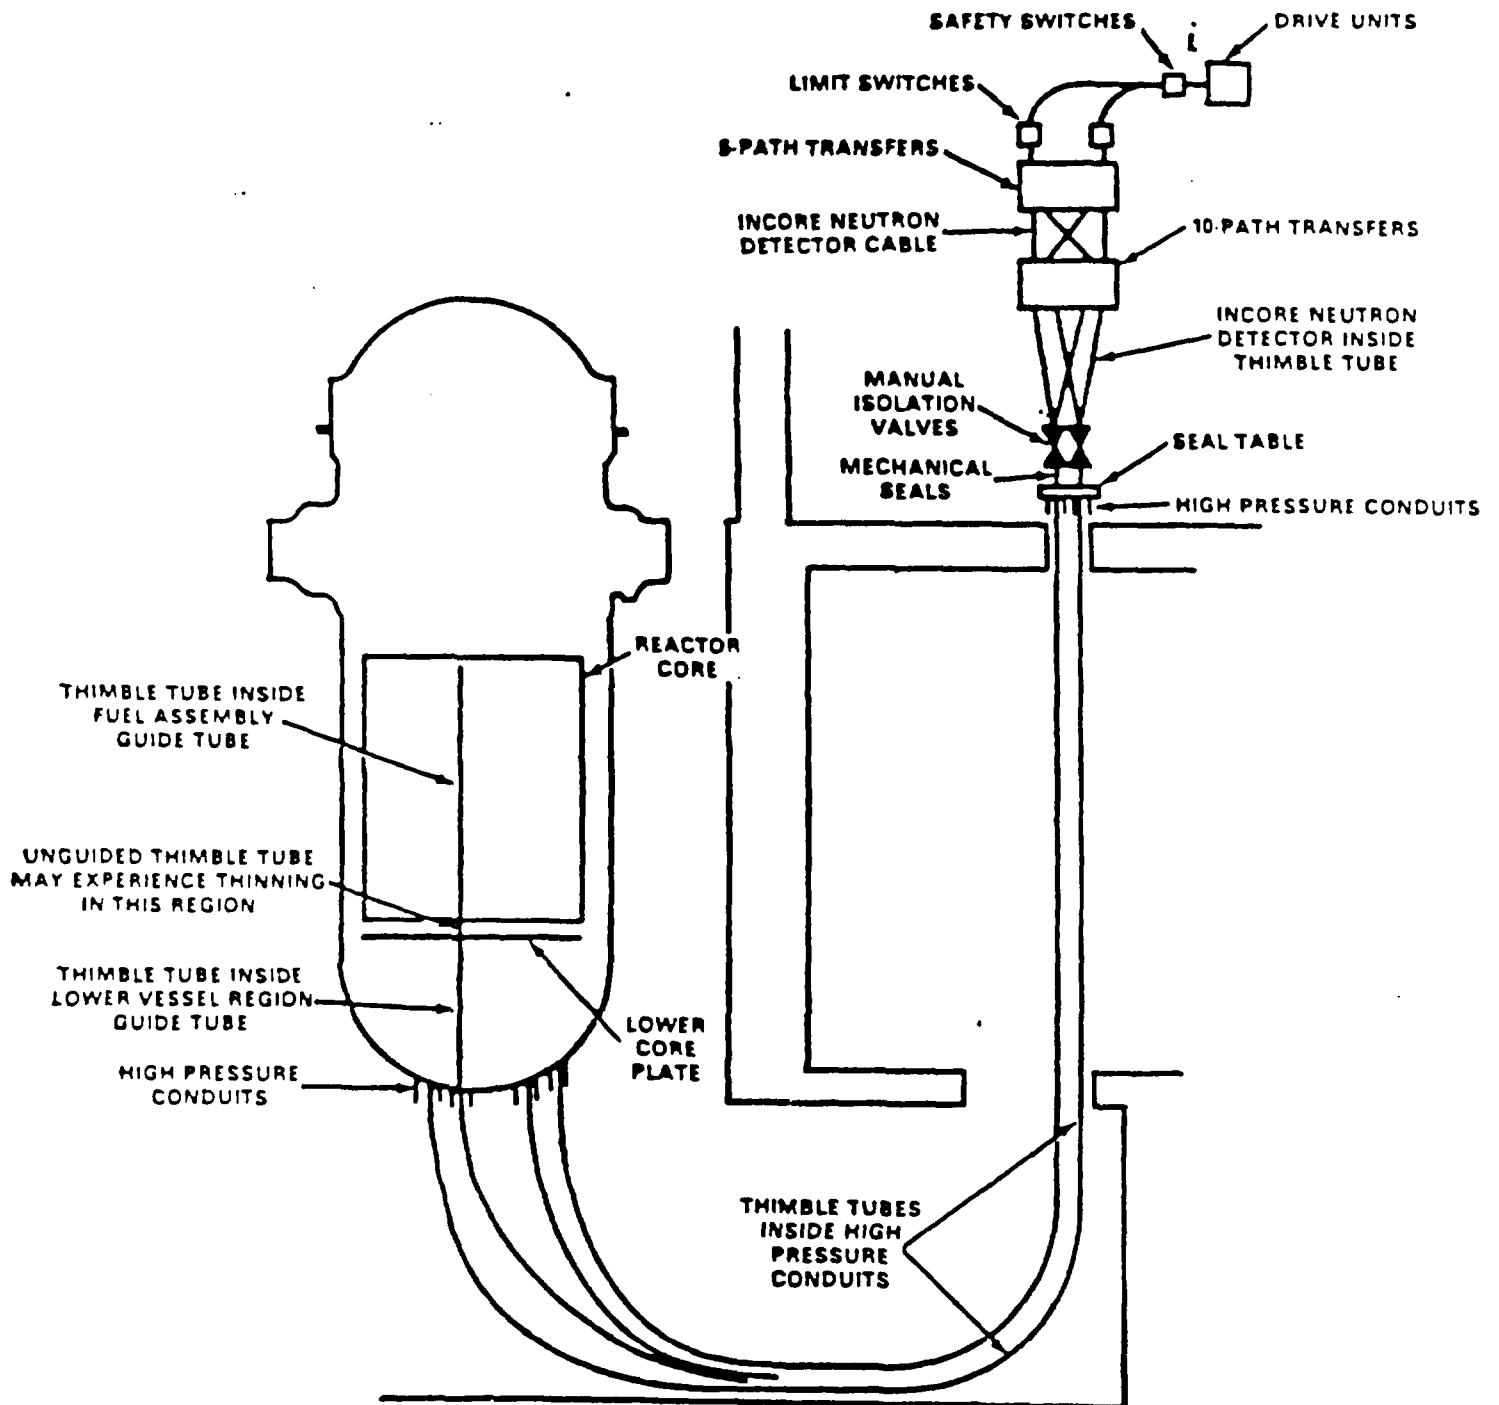 SAFETY SWITCHES
DRIVE UNITS
LIMIT SWITCHES
5-PATH TRANSFERS
INCORE NEUTRON
DETECTOR CABLE
10-PATH TRANSFERS
INCORE NEUTRON
DETECTOR INSIDE
THIMBLE TUBE
MANUAL
ISOLATION
VALVES
SEAL TABLE
MECHANICAL
SEALS
HIGH PRESSURE CONDUITS
REACTOR
CORE
THIMBLE TUBE INSIDE
FUEL ASSEMBLY
GUIDE TUBE
UNGUIDED THIMBLE TUBE
MAY EXPERIENCE THINNING
IN THIS REGION
THIMBLE TUBE INSIDE
LOWER VESSEL REGION
GUIDE TUBE
LOWER
CORE
PLATE
HIGH PRESSURE
CONDUITS
THIMBLE TUBES
INSIDE HIGH
PRESSURE
CONDUITS